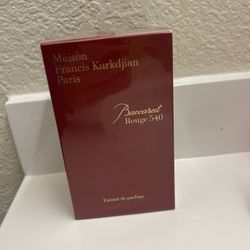 Maison
Francis Kurkdjian
Paris
Baccarat
Rouge 540
Extrait de parfum